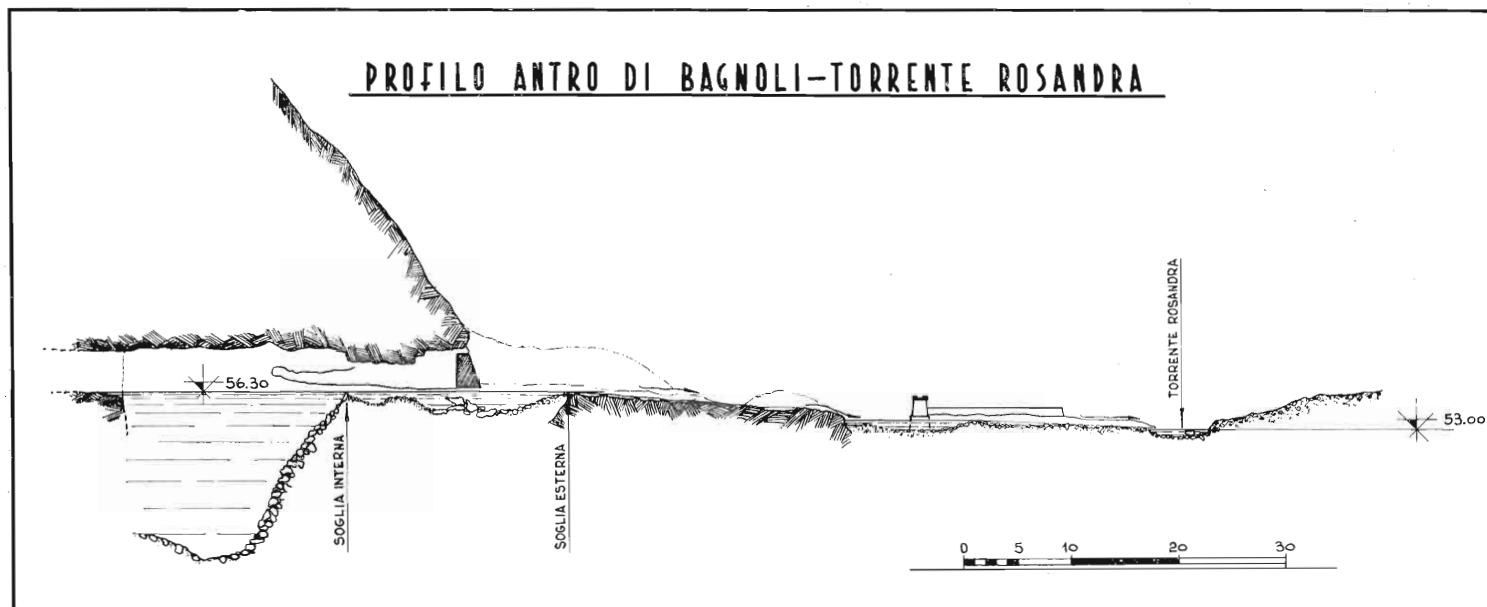 PROFILO ANTRO DI BAGNOLI-TORRENTE ROSANDRA
TORRENTE ROSANDRA
56.30
53.00
SOGLIA INTERNA
SOGLIA ESTERNA
0 5 10 20 30